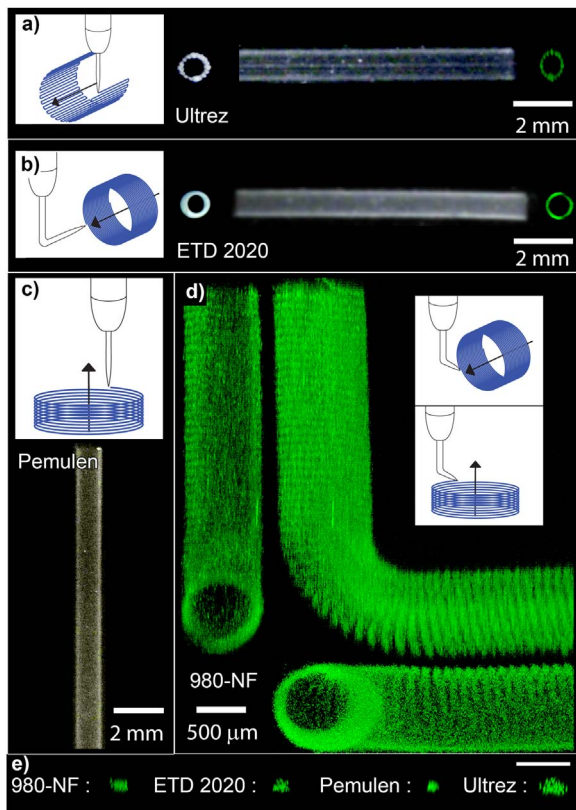 a)
Ultrez
2 mm
b)
ETD 2020
2 mm
c)
Pemulen
2 mm
d)
980-NF
500 μm
e)
980-NF : ETD 2020 : Pemulen : Ultrez :